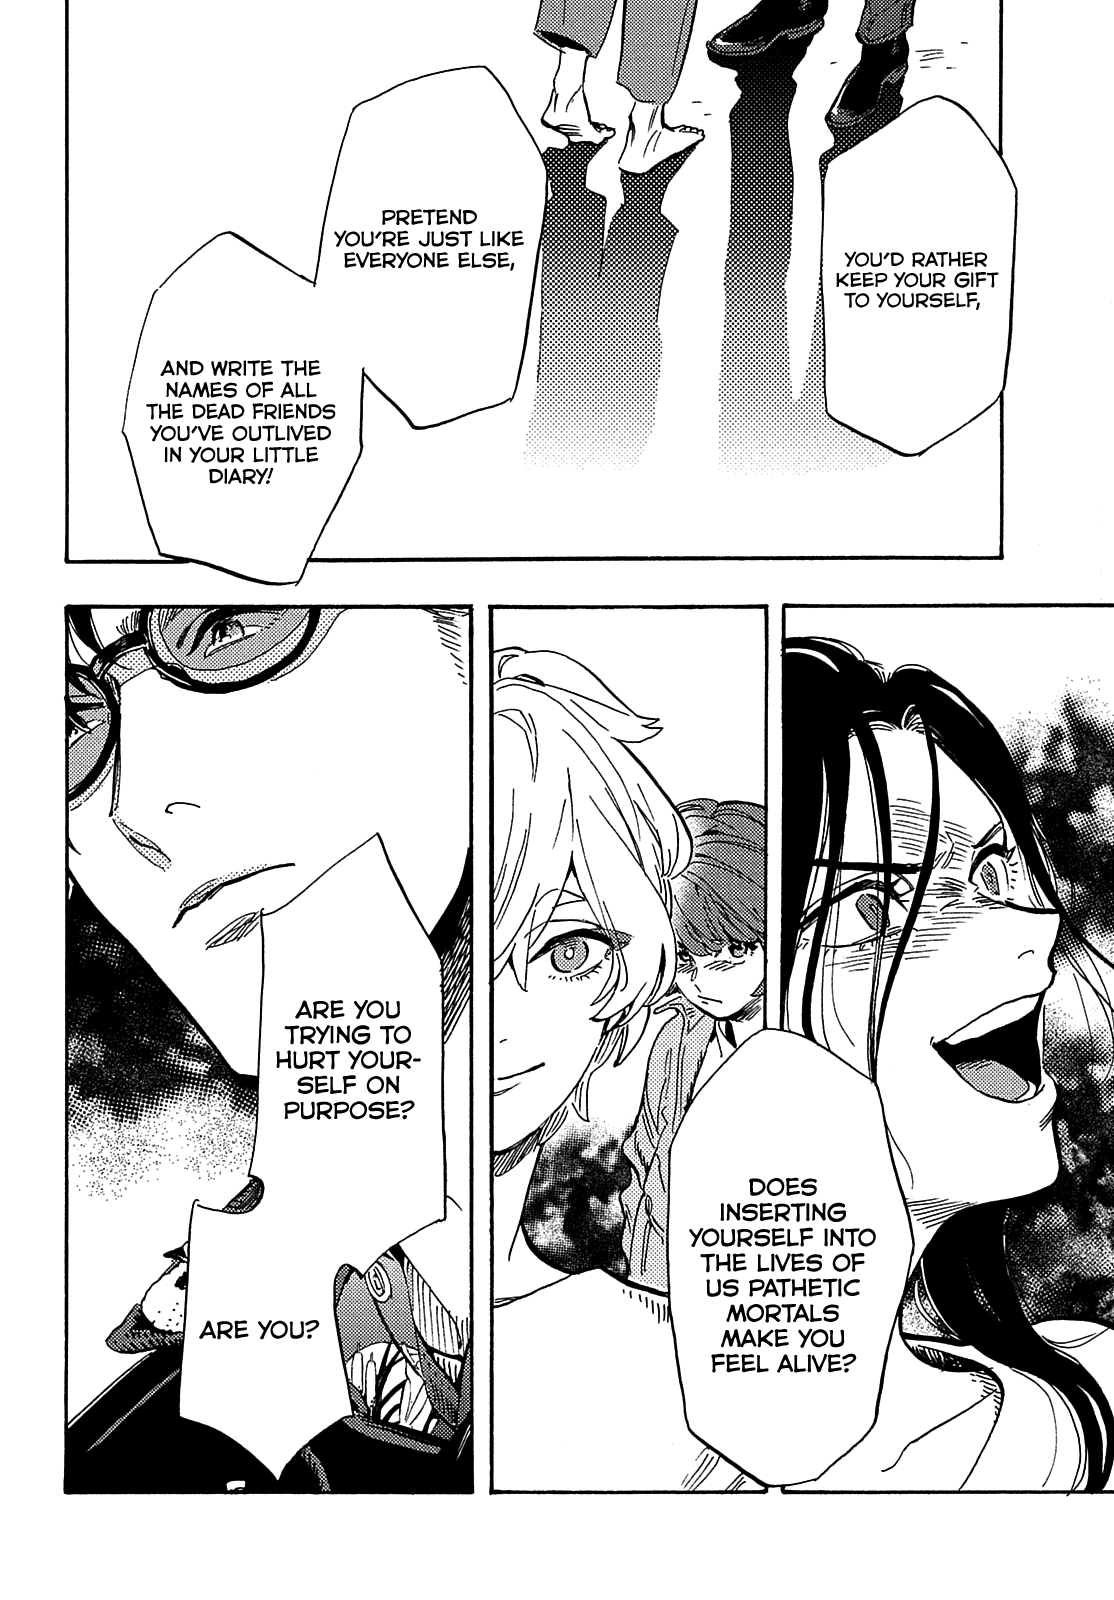 YOU'D RATHER
KEEP YOUR GIFT
TO YOURSELF,
PRETEND
YOU'RE JUST LIKE
EVERYONE ELSE,
AND WRITE THE
NAMES OF ALL
THE DEAD FRIENDS
YOU'VE OUTLIVED
IN YOUR LITTLE
DIARY!
DOES
INSERTING
YOURSELF INTO
THE LIVES OF
US PATHETIC
MORTALS
MAKE YOU
FEEL ALIVE?
ARE YOU
TRYING TO
HURT YOUR-
SELF ON
PURPOSE?
ARE YOU?